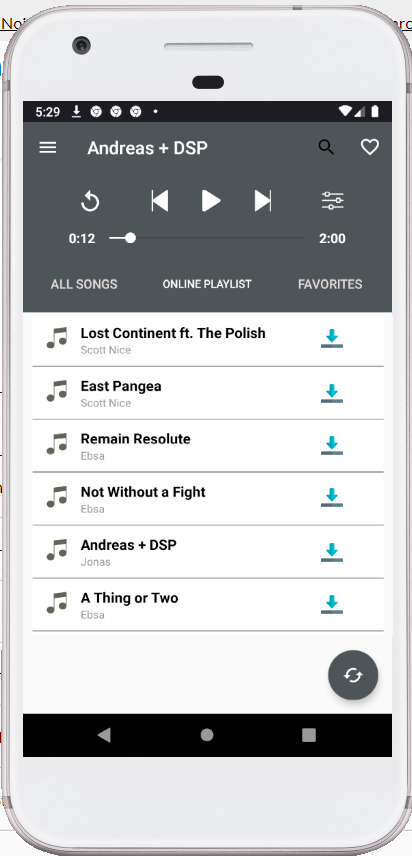 5:29
Andreas + DSP
0:12
2:00
ALL SONGS
ONLINE PLAYLIST
FAVORITES
Lost Continent ft. The Polish
Scott Nice
East Pangea
Scott Nice
Remain Resolute
Ebsa
Not Without a Fight
Ebsa
Andreas + DSP
Jonas
A Thing or Two
Ebsa